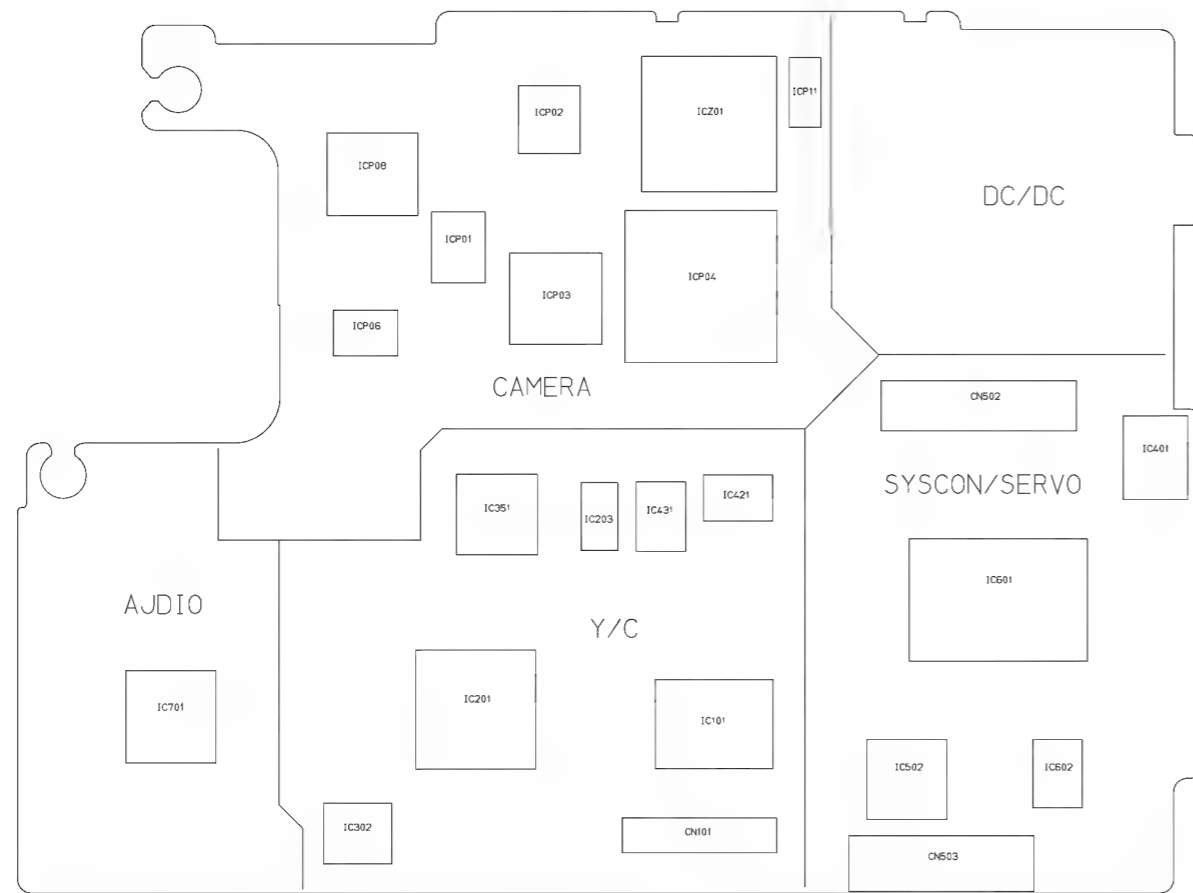 ICP11
ICP02
ICZ01
ICP08
DC/DC
ICP01
ICP04
ICP03
ICP06
CAMERA
CN502
IC401
SYSCON/SERVO
IC351
IC203
IC431
IC421
IC601
AJDIO
Y/C
IC701
IC201
IC101
IC502
IC602
IC302
CN101
CN503